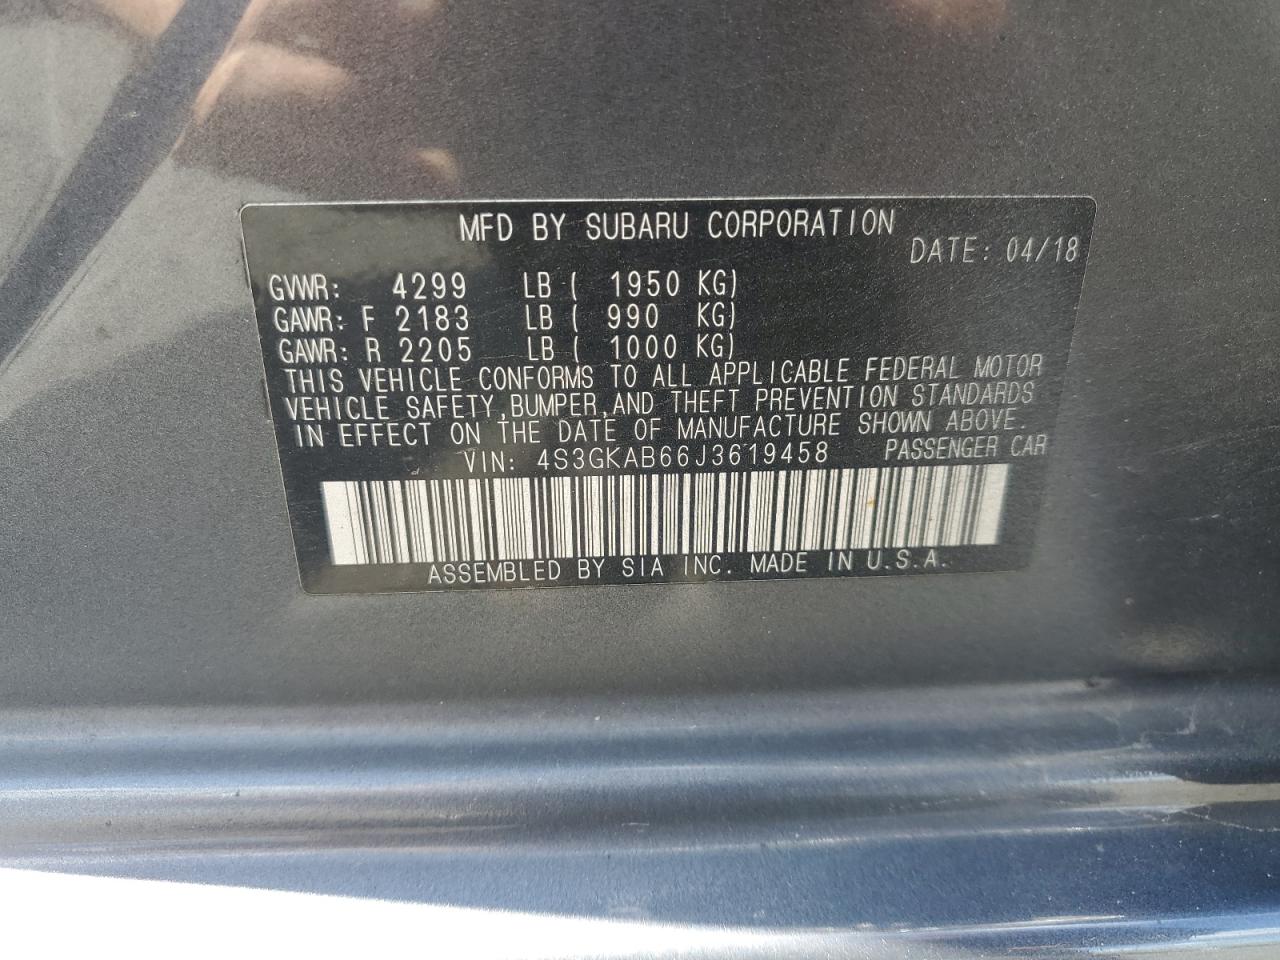 MFD BY SUBARU CORPORATION
DATE: 04/18
GVWR: 4299 LB ( 1950 KG)
GAWR: F 2183 LB ( 990 KG)
GAWR: R 2205 LB ( 1000 KG)
THIS VEHICLE CONFORMS TO ALL APPLICABLE FEDERAL MOTOR
VEHICLE SAFETY,BUMPER,AND THEFT PREVENTION STANDARDS
IN EFFECT ON THE DATE OF MANUFACTURE SHOWN ABOVE.
VIN: 4S3GKAB66J3619458 PASSENGER CAR
ASSEMBLED BY SIA INC. MADE IN U.S.A.